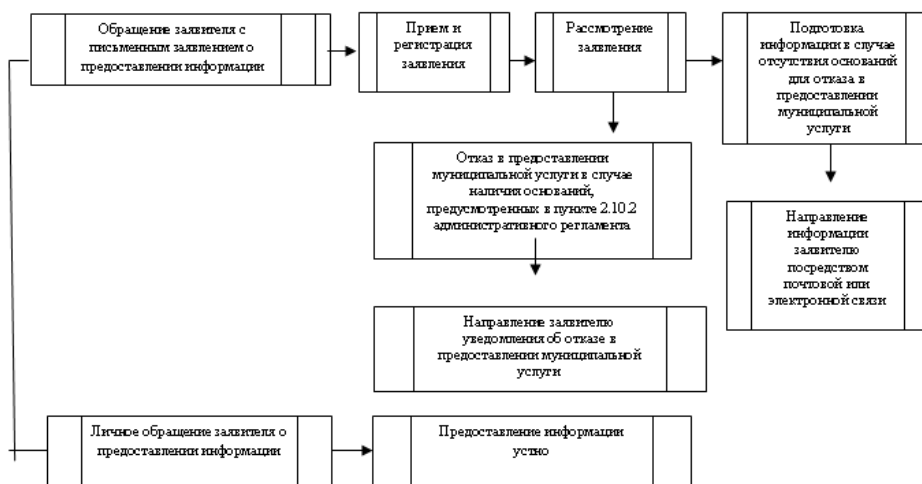 Обращение заявителя с
письменным заявлением о
предоставлении информации
Прием и
регистрация
заявления
Рассмотрение
заявления
Подготовка
информации в случае
отсутствия оснований
для отказа в
предоставлении
муниципальной
услуги
Отказ в предоставлении
муниципальной услуги в случае
наличия оснований,
предусмотренных в пункте 2.10.2
административного регламента
Направление
информации
заявителю
посредством
почтовой или
электронной связи
Направление заявителю
уведомления об отказе в
предоставлении муниципальной
услуги
Личное обращение заявителя о
предоставлении информации
Предоставление информации
устно